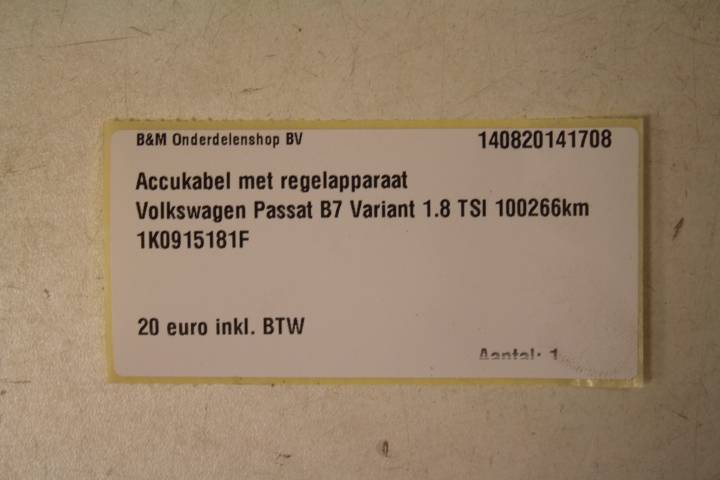 B&M Onderdelenshop BV 140820141708
Accukabel met regelapparaat
Volkswagen Passat B7 Variant 1.8 TSI 100266km
1K0915181F
20 euro inkl. BTW
Aantal: 1